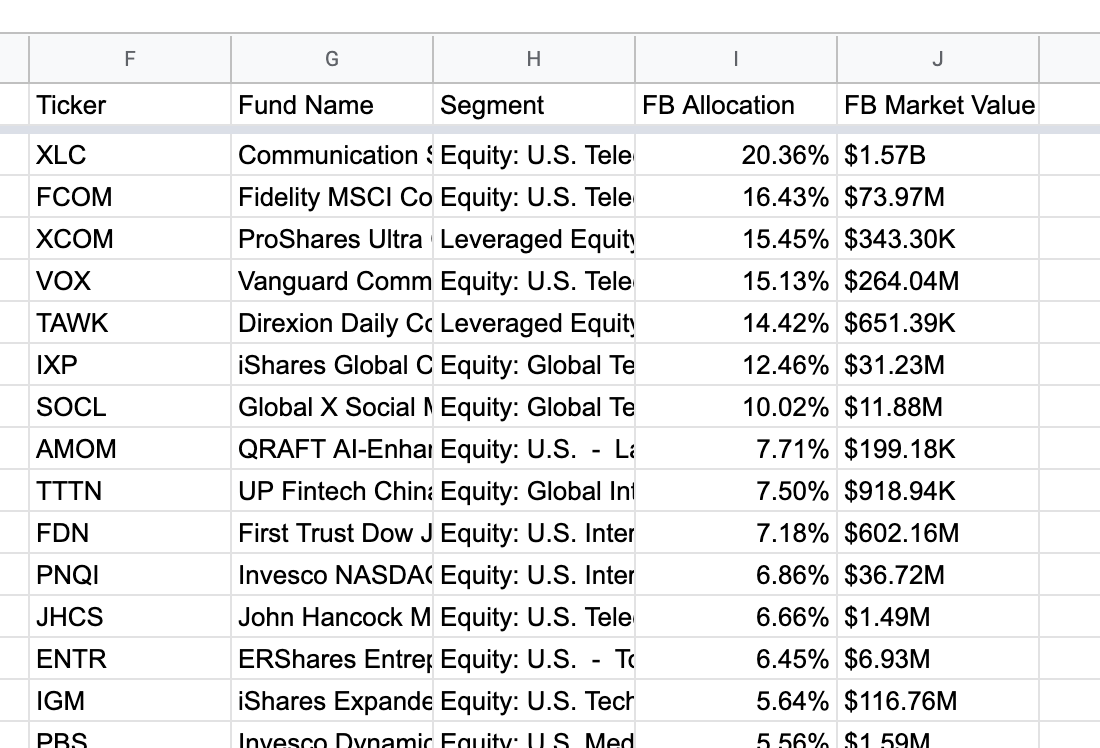 F G H I J
Ticker Fund Name Segment FB Allocation FB Market Value
XLC Communication Equity: U.S. Tele 20.36% $1.57B
FCOM Fidelity MSCI Co Equity: U.S. Tele 16.43% $73.97M
XCOM ProShares Ultra Leveraged Equity 15.45% $343.30K
VOX Vanguard Comm Equity: U.S. Tele 15.13% $264.04M
TAWK Direxion Daily Co Leveraged Equity 14.42% $651.39K
IXP iShares Global C Equity: Global Te 12.46% $31.23M
SOCL Global X Social M Equity: Global Te 10.02% $11.88M
AMOM QRAFT AI-Enhan Equity: U.S. - La 7.71% $199.18K
TTTN UP Fintech China Equity: Global Int 7.50% $918.94K
FDN First Trust Dow J Equity: U.S. Inter 7.18% $602.16M
PNQI Invesco NASDAQ Equity: U.S. Inter 6.86% $36.72M
JHCS John Hancock M Equity: U.S. Tele 6.66% $1.49M
ENTR ERShares Entrep Equity: U.S. - To 6.45% $6.93M
IGM iShares Expande Equity: U.S. Tech 5.64% $116.76M
PBS Invesco Dynamic Equity: U.S. Med 5.56% $1.59M